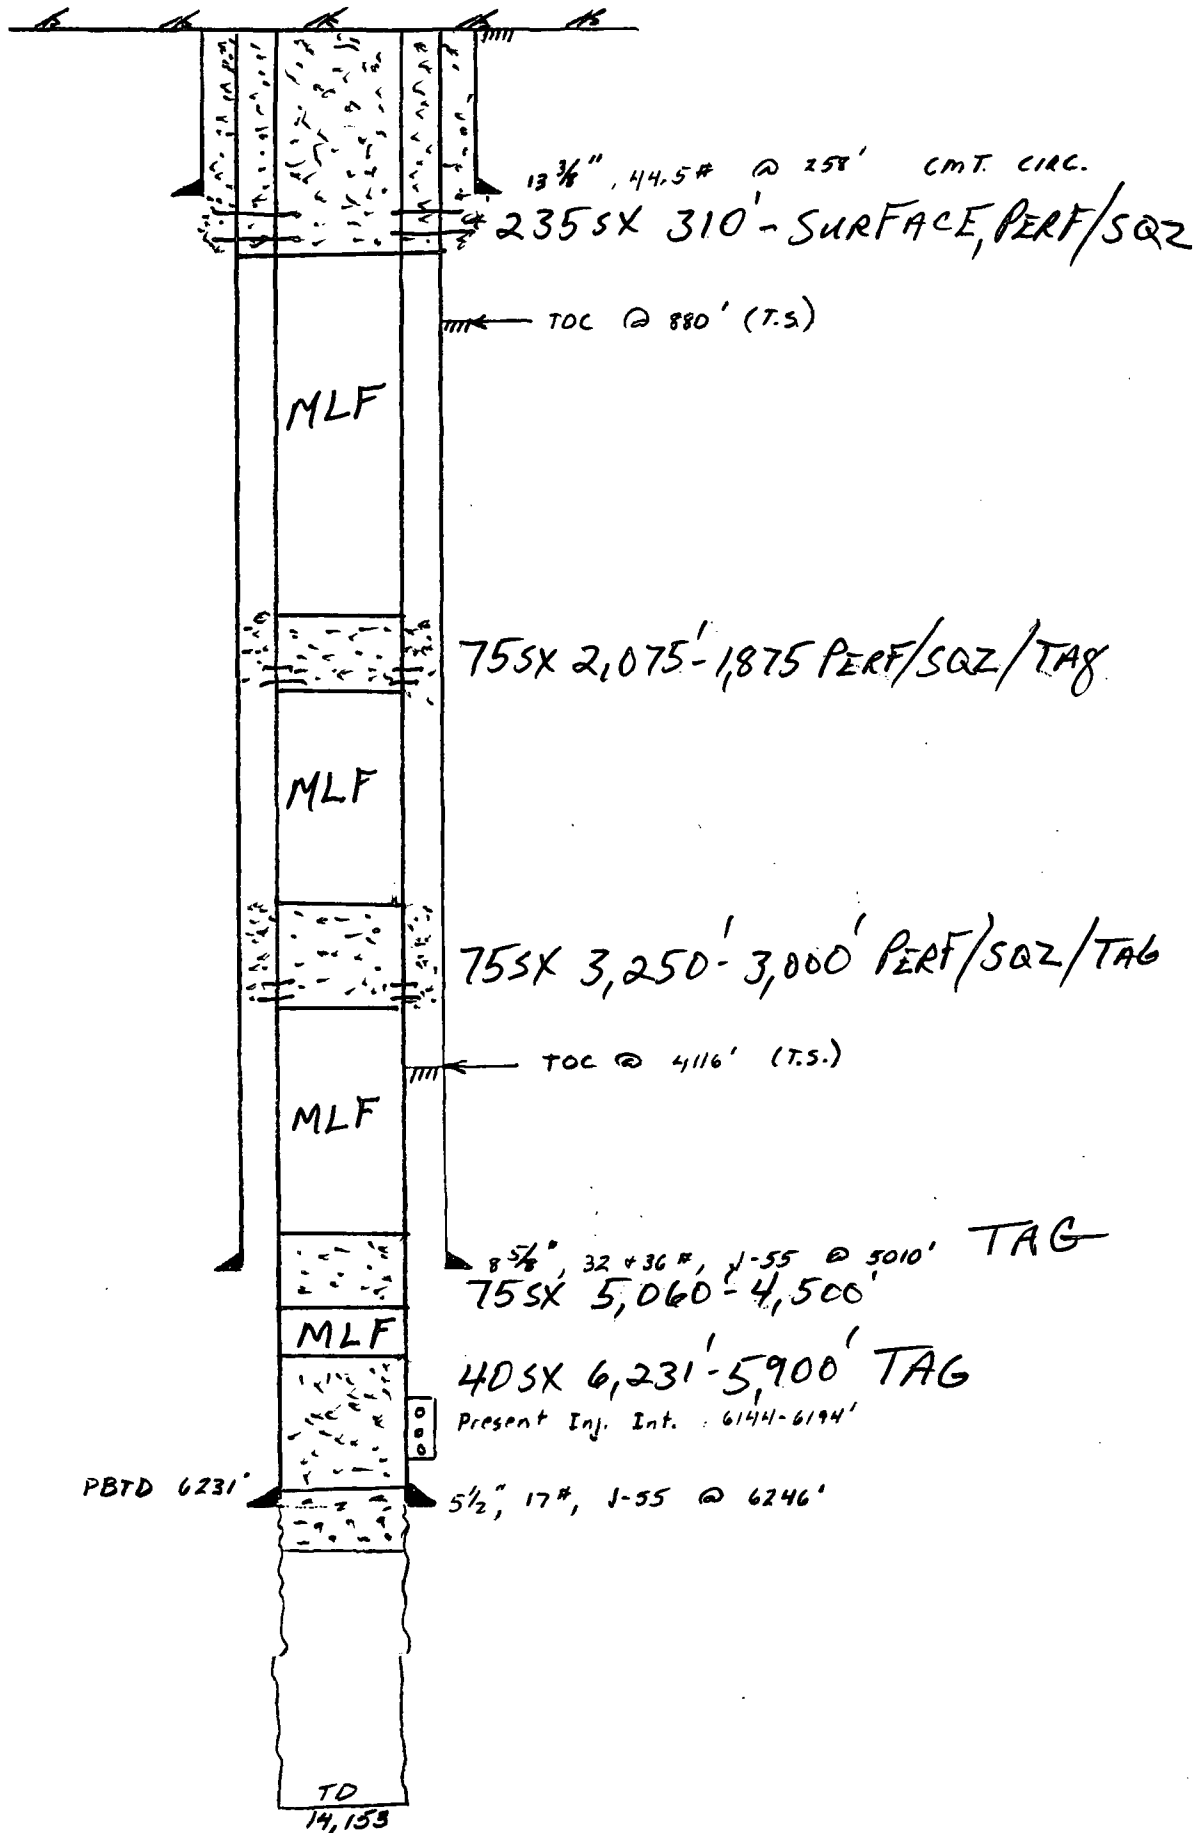 13 3/8", 44.5# @ 258' CMT. CIRC.
235 SX 310' - SURFACE, PERF/SQZ
TOC @ 880' (T.S.)
MLF
75SX 2,075'-1,875 PERF/SQZ/TAG
MLF
75SX 3,250'-3,000' PERF/SQZ/TAG
TOC @ 4116' (T.S.)
MLF
8 5/8", 32 + 36 #, J-55 @ 5010' TAG
75SX 5,060'-4,500'
MLF
40SX 6,231'-5,900' TAG
Present Inj. Int. : 6144-6194'
PBTD 6231'
5 1/2", 17#, J-55 @ 6246'
TD
14,153